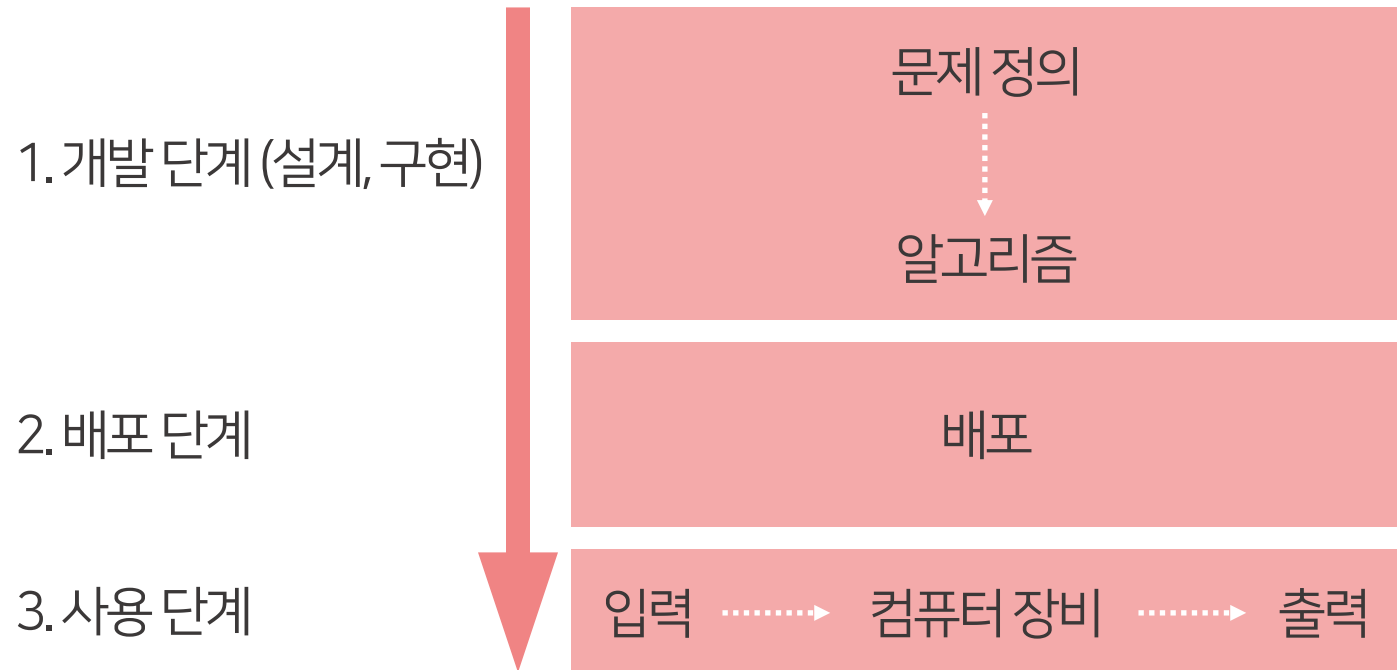 문제 정의
1. 개발 단계 (설계, 구현)
알고리즘
2. 배포 단계
배포
3. 사용 단계
입력
컴퓨터 장비
출력